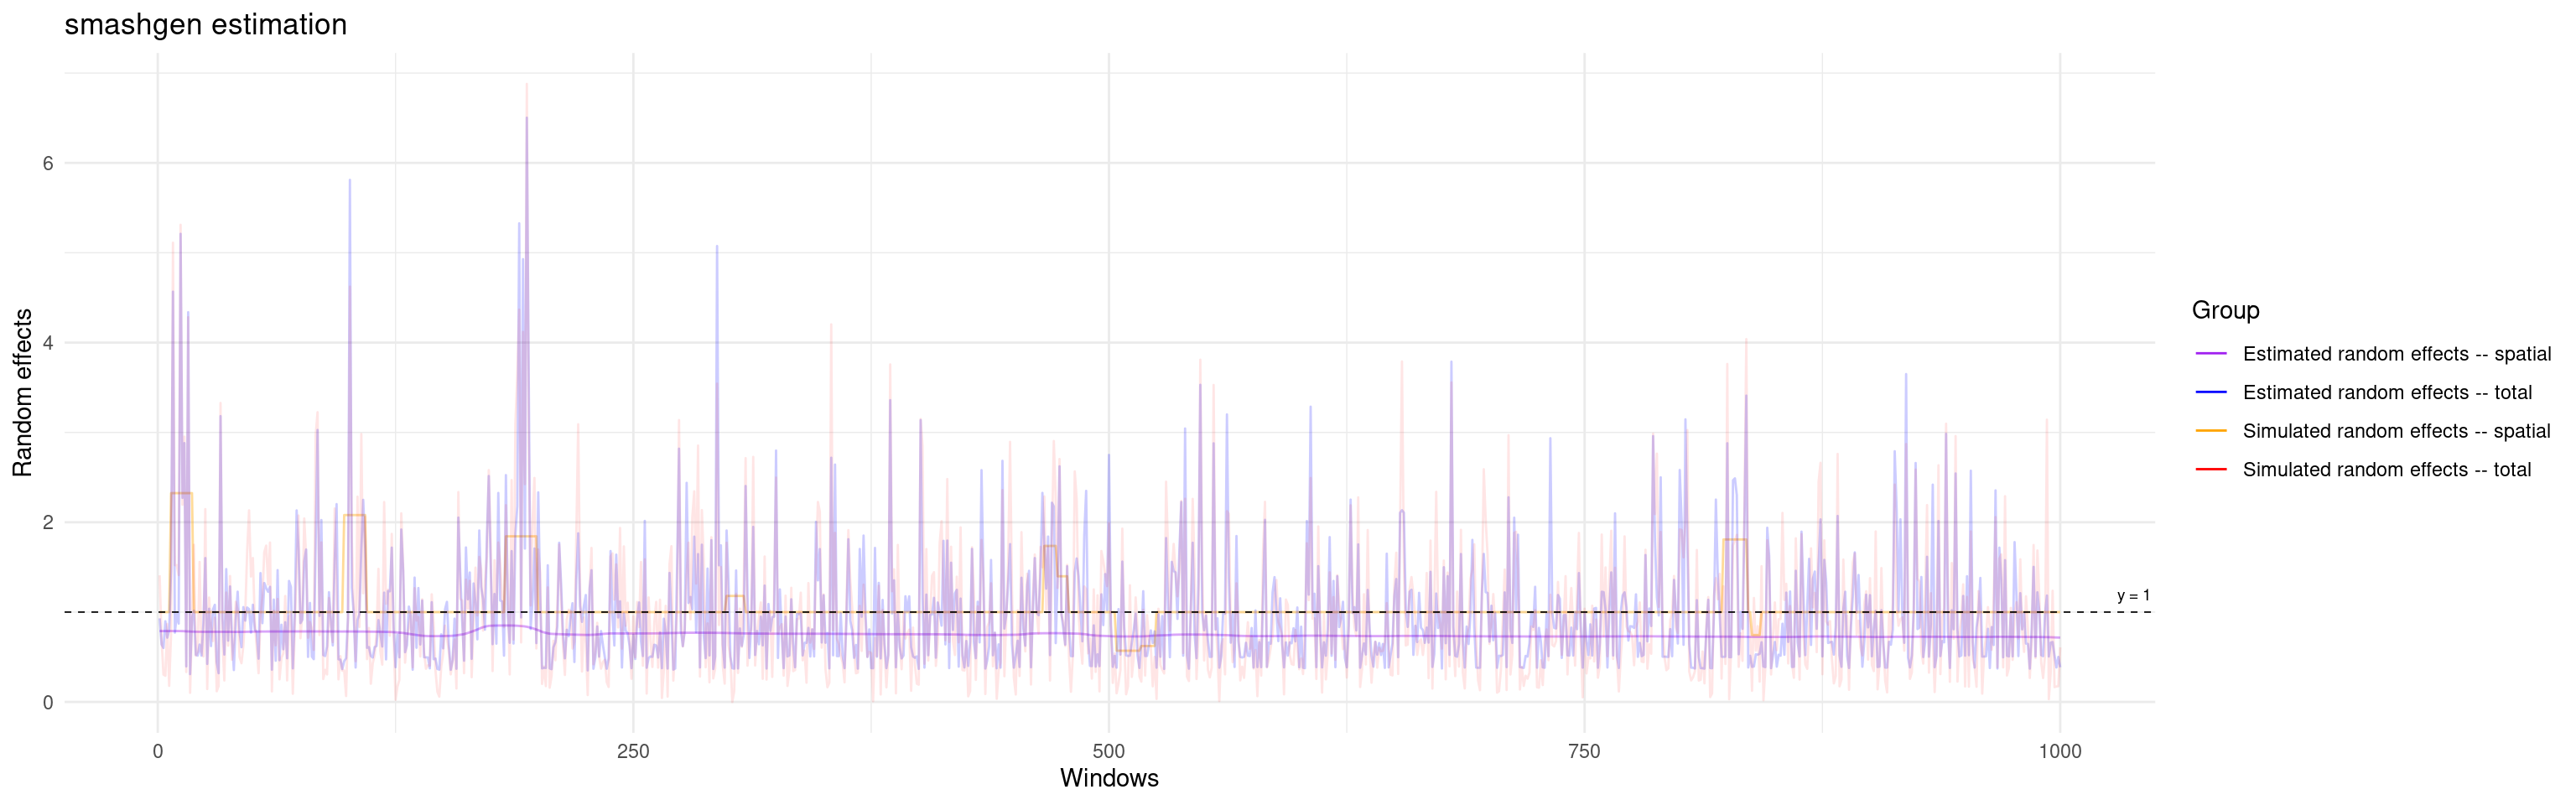 smashgen estimation
Random effects
6
4
2
0
y = 1
0
250
500
750
1000
Windows
Group
Estimated random effects -- spatial
Estimated random effects -- total
Simulated random effects -- spatial
Simulated random effects -- total